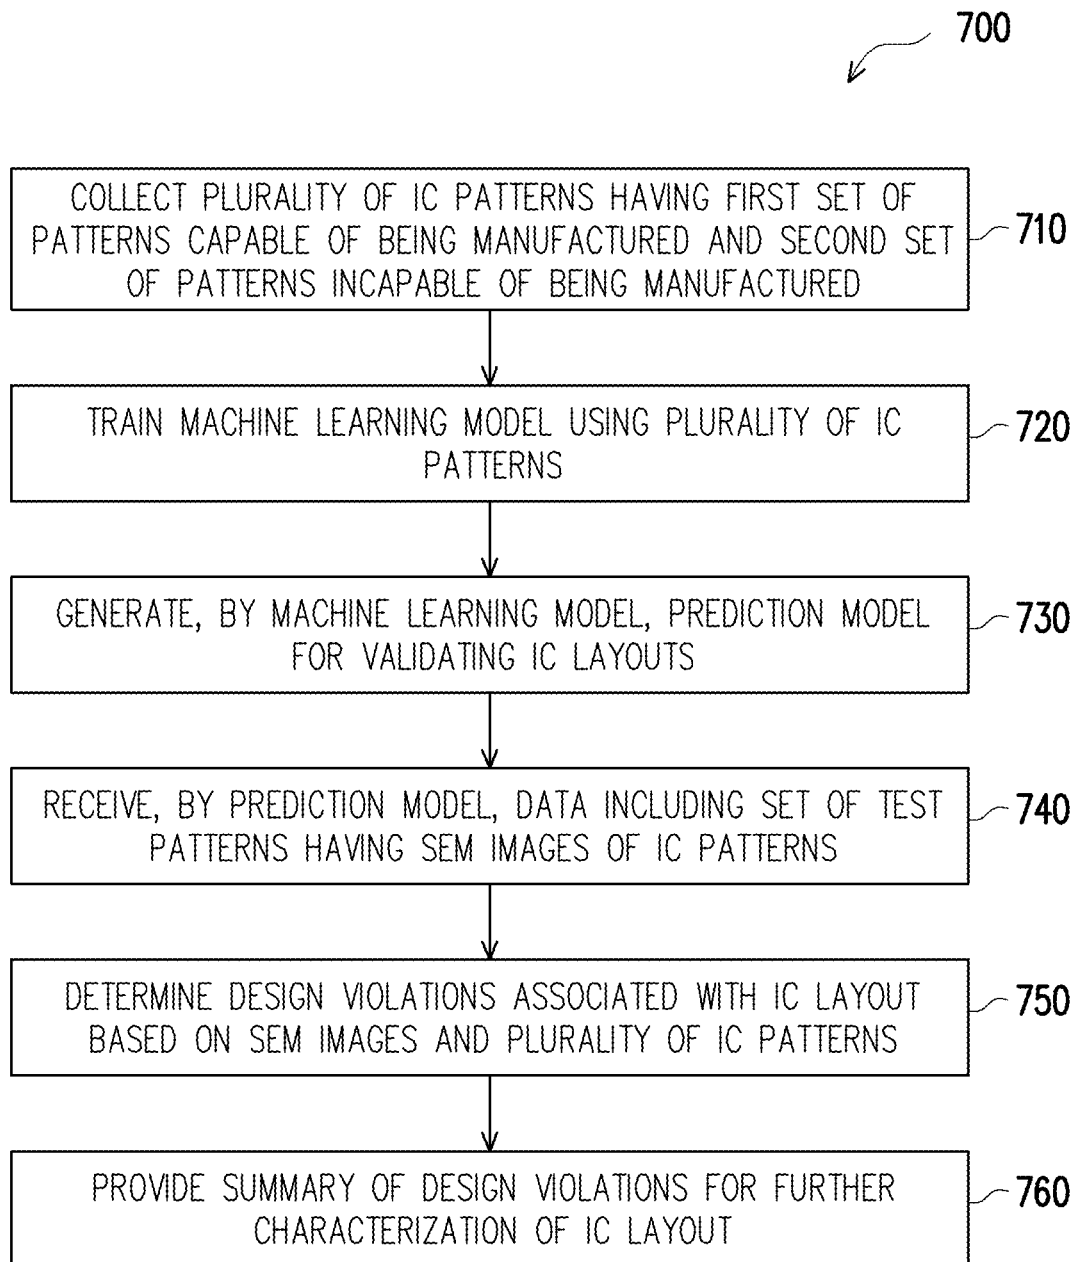 700
COLLECT PLURALITY OF IC PATTERNS HAVING FIRST SET OF
PATTERNS CAPABLE OF BEING MANUFACTURED AND SECOND SET
OF PATTERNS INCAPABLE OF BEING MANUFACTURED
710
TRAIN MACHINE LEARNING MODEL USING PLURALITY OF IC
PATTERNS
720
GENERATE, BY MACHINE LEARNING MODEL, PREDICTION MODEL
FOR VALIDATING IC LAYOUTS
730
RECEIVE, BY PREDICTION MODEL, DATA INCLUDING SET OF TEST
PATTERNS HAVING SEM IMAGES OF IC PATTERNS
740
DETERMINE DESIGN VIOLATIONS ASSOCIATED WITH IC LAYOUT
BASED ON SEM IMAGES AND PLURALITY OF IC PATTERNS
750
PROVIDE SUMMARY OF DESIGN VIOLATIONS FOR FURTHER
CHARACTERIZATION OF IC LAYOUT
760